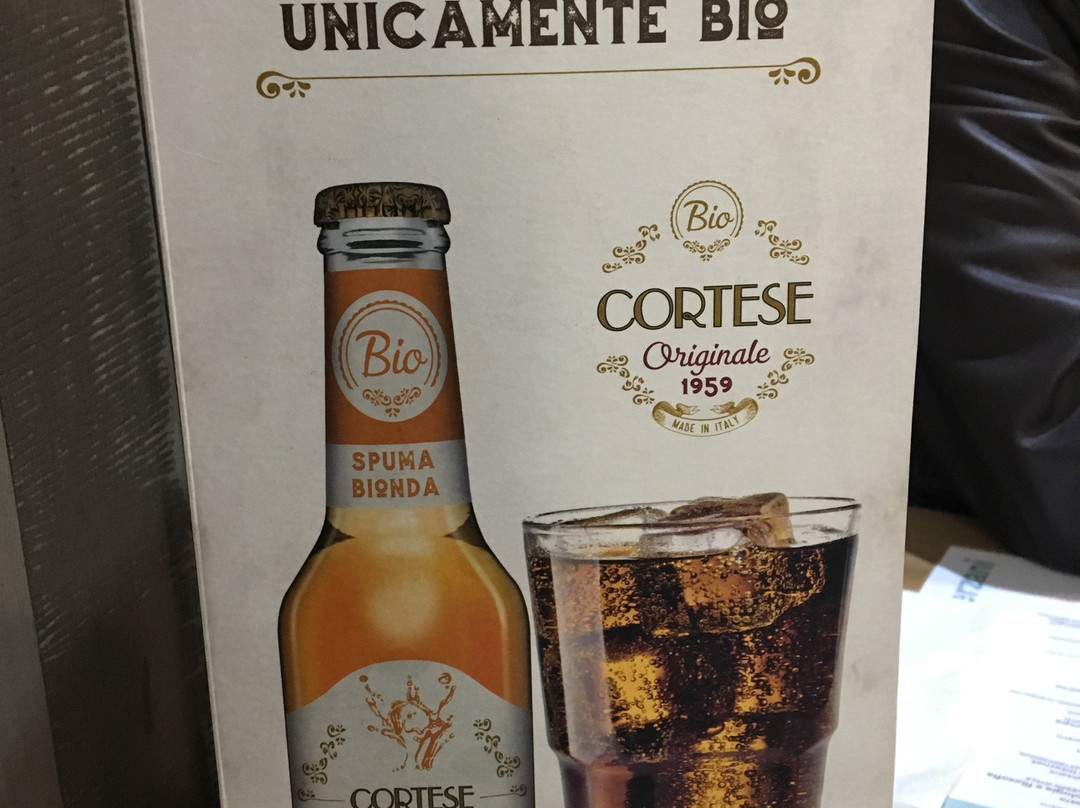 UNICAMENTE BIO
Bio
CORTESE
Originale
1959
MADE IN ITALY
Bio
SPUMA
BIONDA
CORTESE